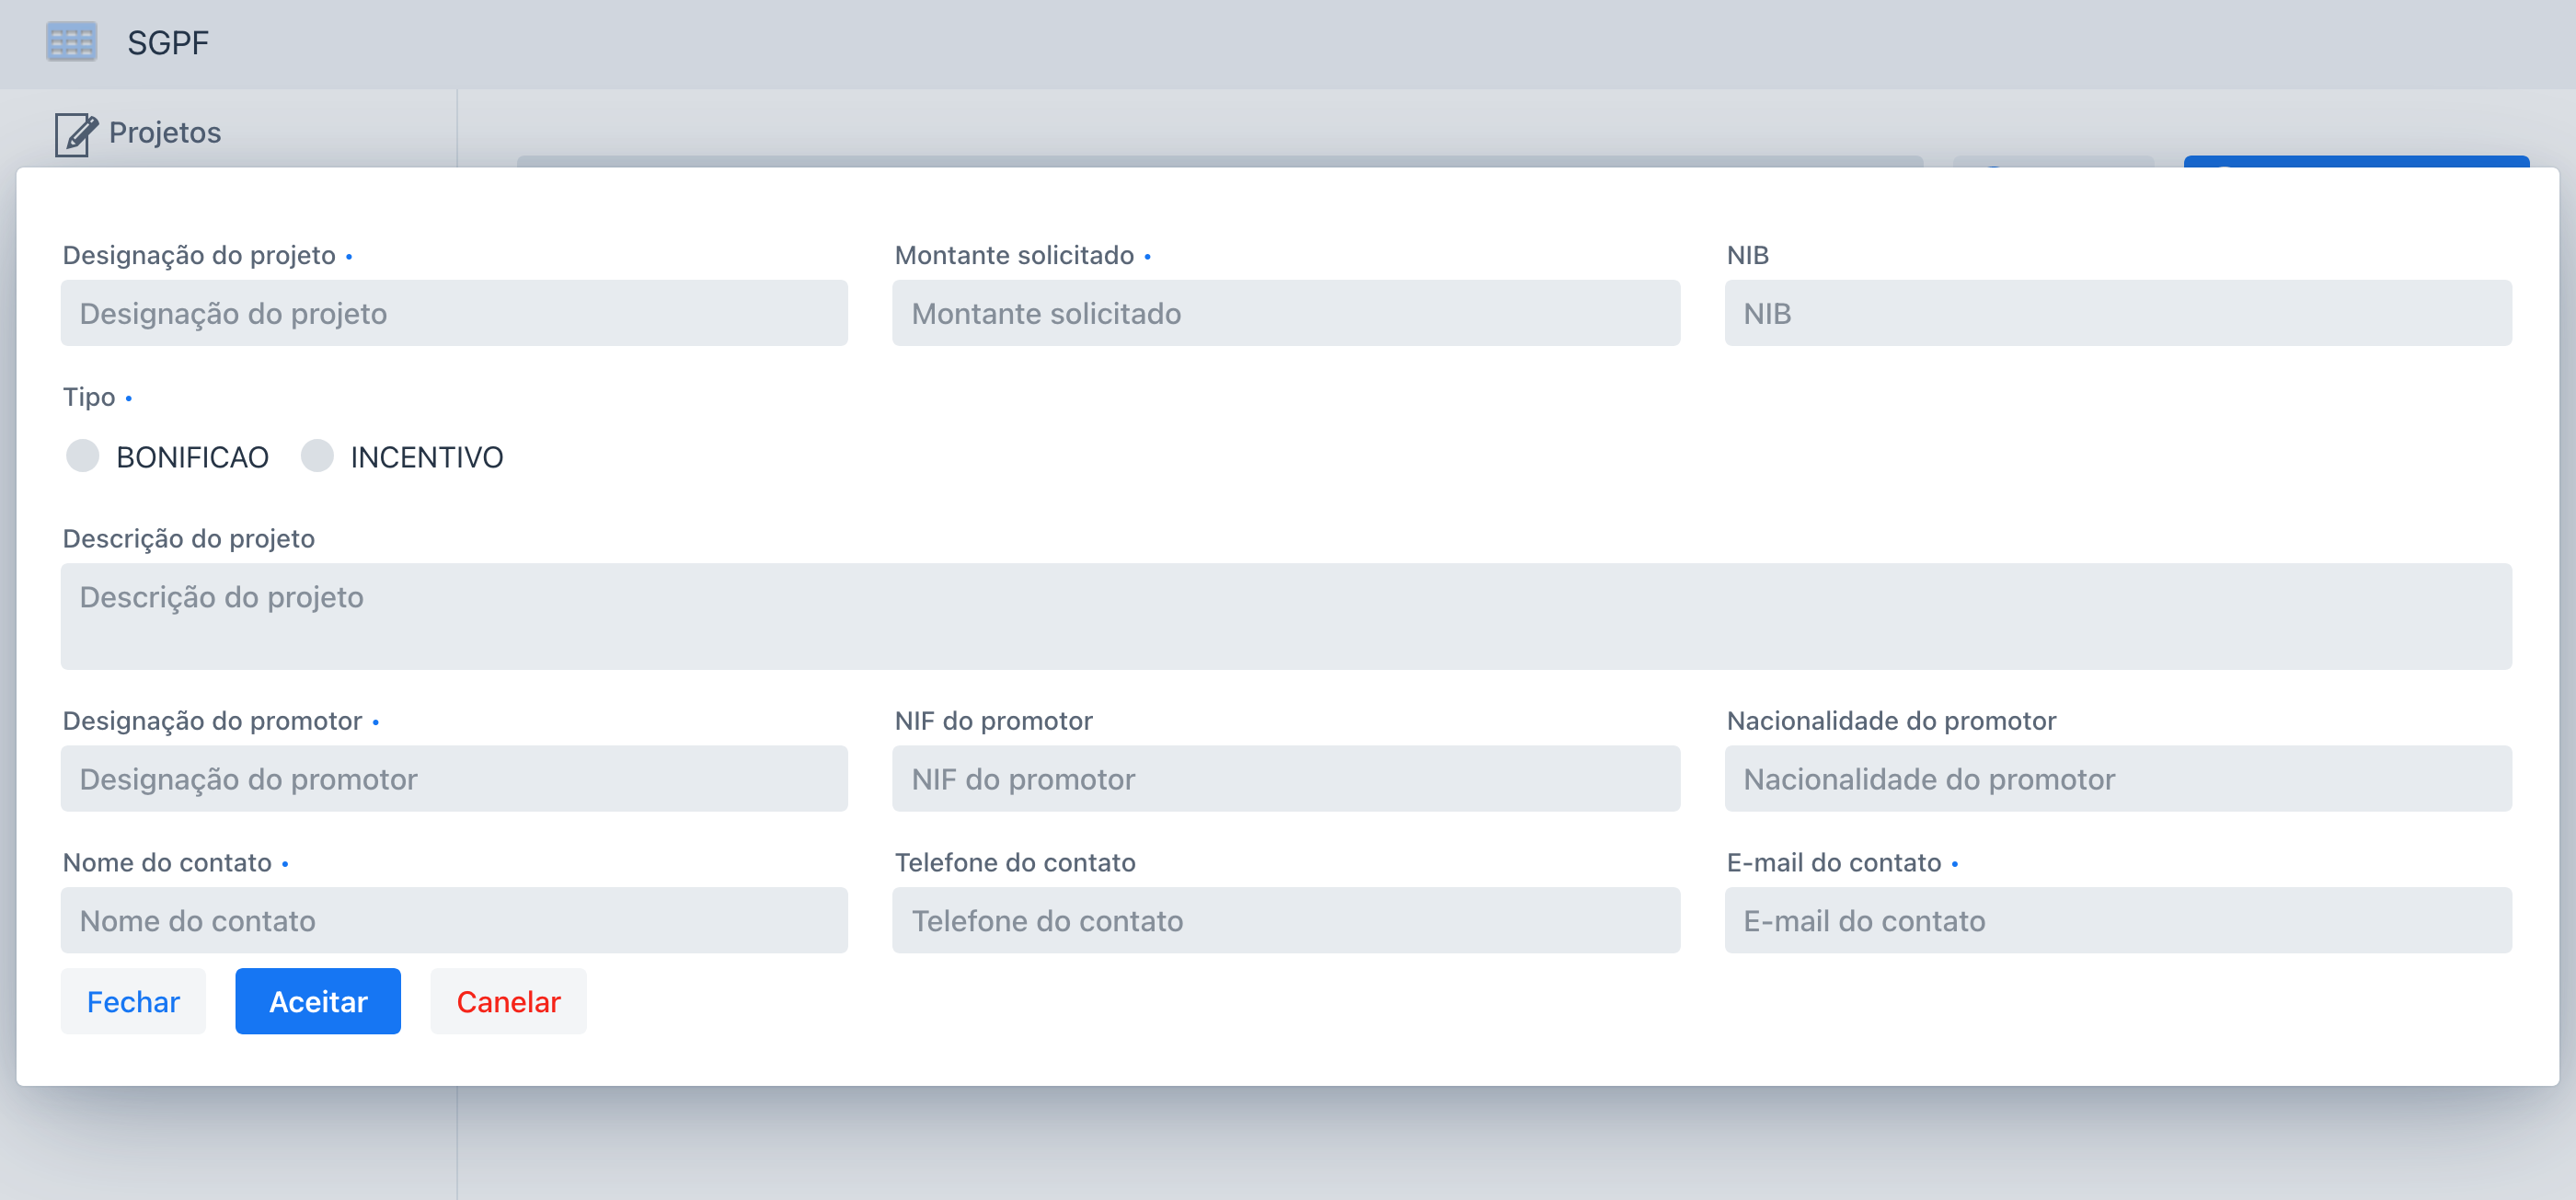 SGPF
Projetos
Designação do projeto • Montante solicitado • NIB
Designação do projeto Montante solicitado NIB
Tipo •
BONIFICAO INCENTIVO
Descrição do projeto
Descrição do projeto
Designação do promotor • NIF do promotor Nacionalidade do promotor
Designação do promotor NIF do promotor Nacionalidade do promotor
Nome do contato • Telefone do contato E-mail do contato •
Nome do contato Telefone do contato E-mail do contato
Fechar Aceitar Canelar